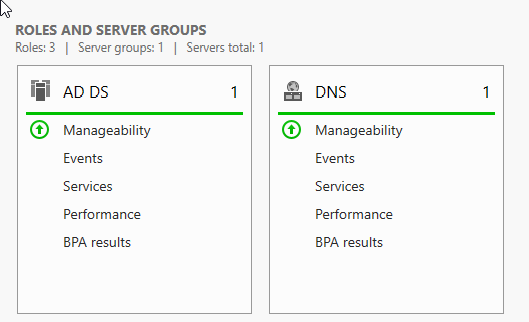 ROLES AND SERVER GROUPS
Roles: 3 | Server groups: 1 | Servers total: 1
AD DS 1
Manageability
Events
Services
Performance
BPA results
DNS 1
Manageability
Events
Services
Performance
BPA results